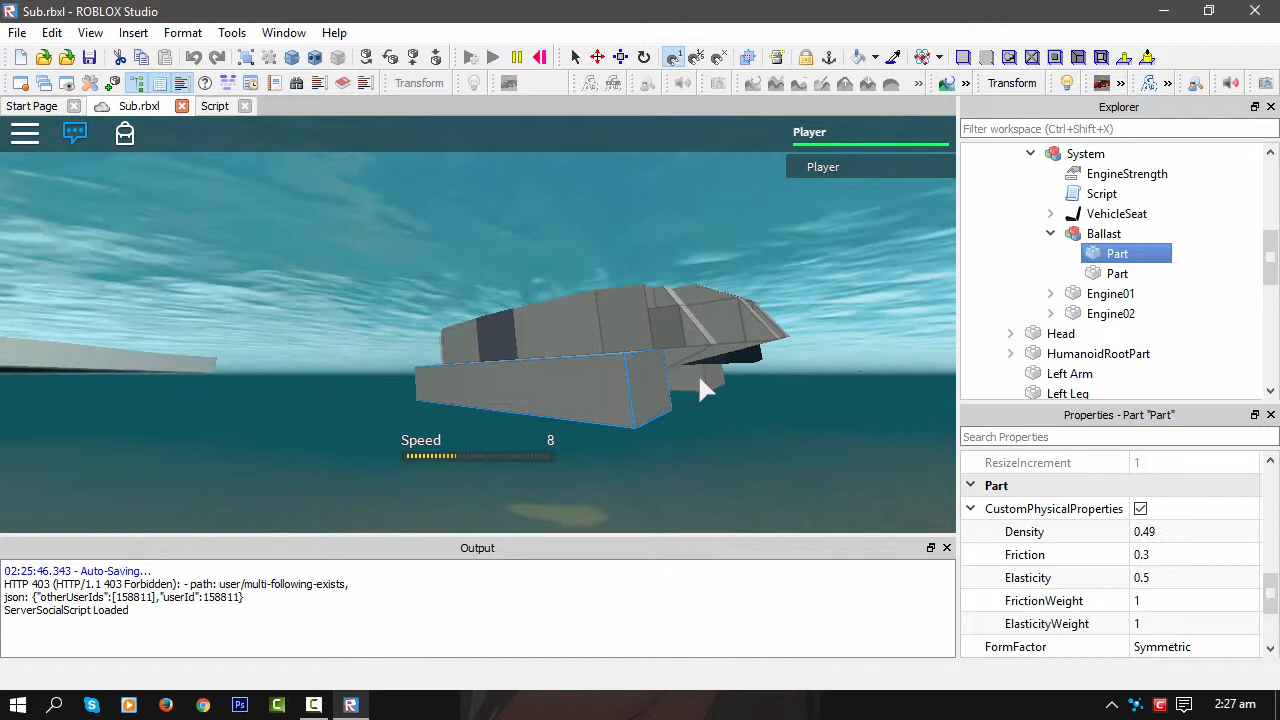 Sub.rbxl - ROBLOX Studio
File Edit View Insert Format Tools Window Help
Transform
Transform
Start Page Sub.rbxl Script
Player
Player
Speed 8
Explorer
Filter workspace (Ctrl+Shift+X)
System
EngineStrength
Script
VehicleSeat
Ballast
Part
Part
Engine01
Engine02
Head
HumanoidRootPart
Left Arm
Left Leg
Properties - Part "Part"
Search Properties
ResizeIncrement 1
Part
CustomPhysicalProperties
Density 0.49
Friction 0.3
Elasticity 0.5
FrictionWeight 1
ElasticityWeight 1
FormFactor Symmetric
Output
02:25:46.343 - Auto-Saving...
HTTP 403 (HTTP/1.1 403 Forbidden): - path: user/multi-following-exists,
json: {"otherUserIds":[158811],"userId":158811}
ServerSocialScript Loaded
2:27 am